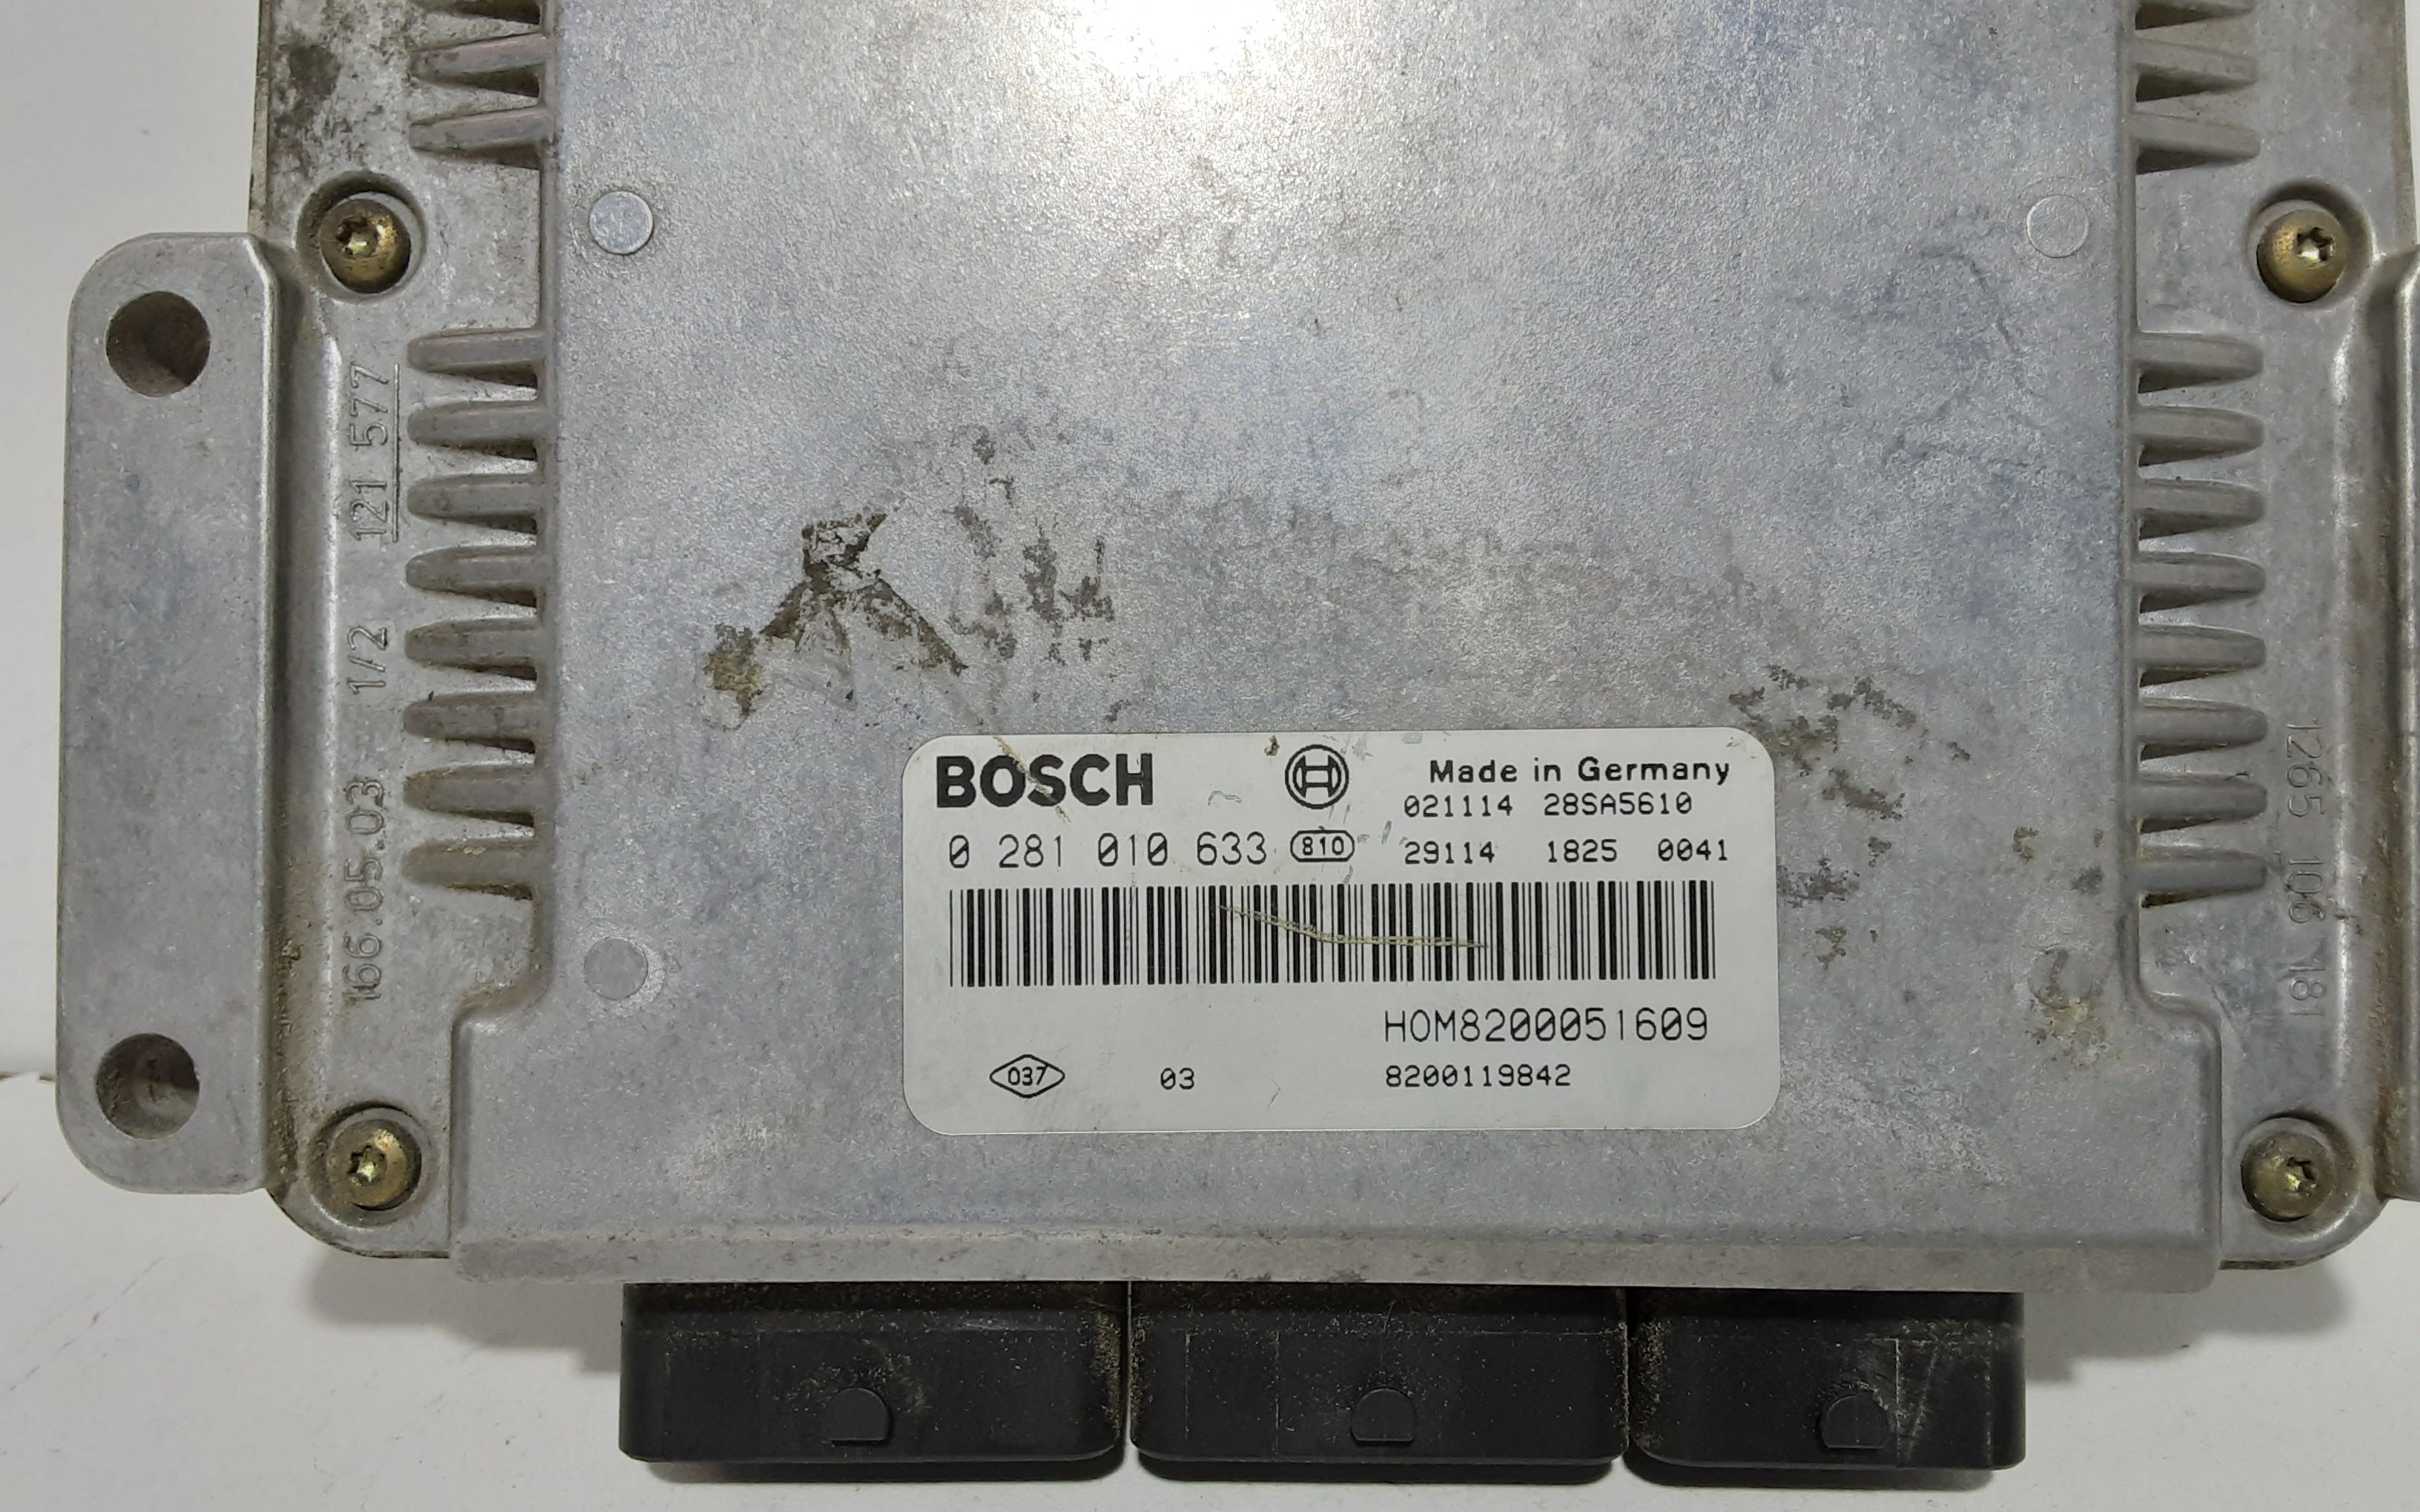 166.05.03 1/2 121 577
BOSCH
Made in Germany
021114 28SA5610
0 281 010 633 810 29114 1825 0041
HOM8200051609
037 03 8200119842
1265 106 181